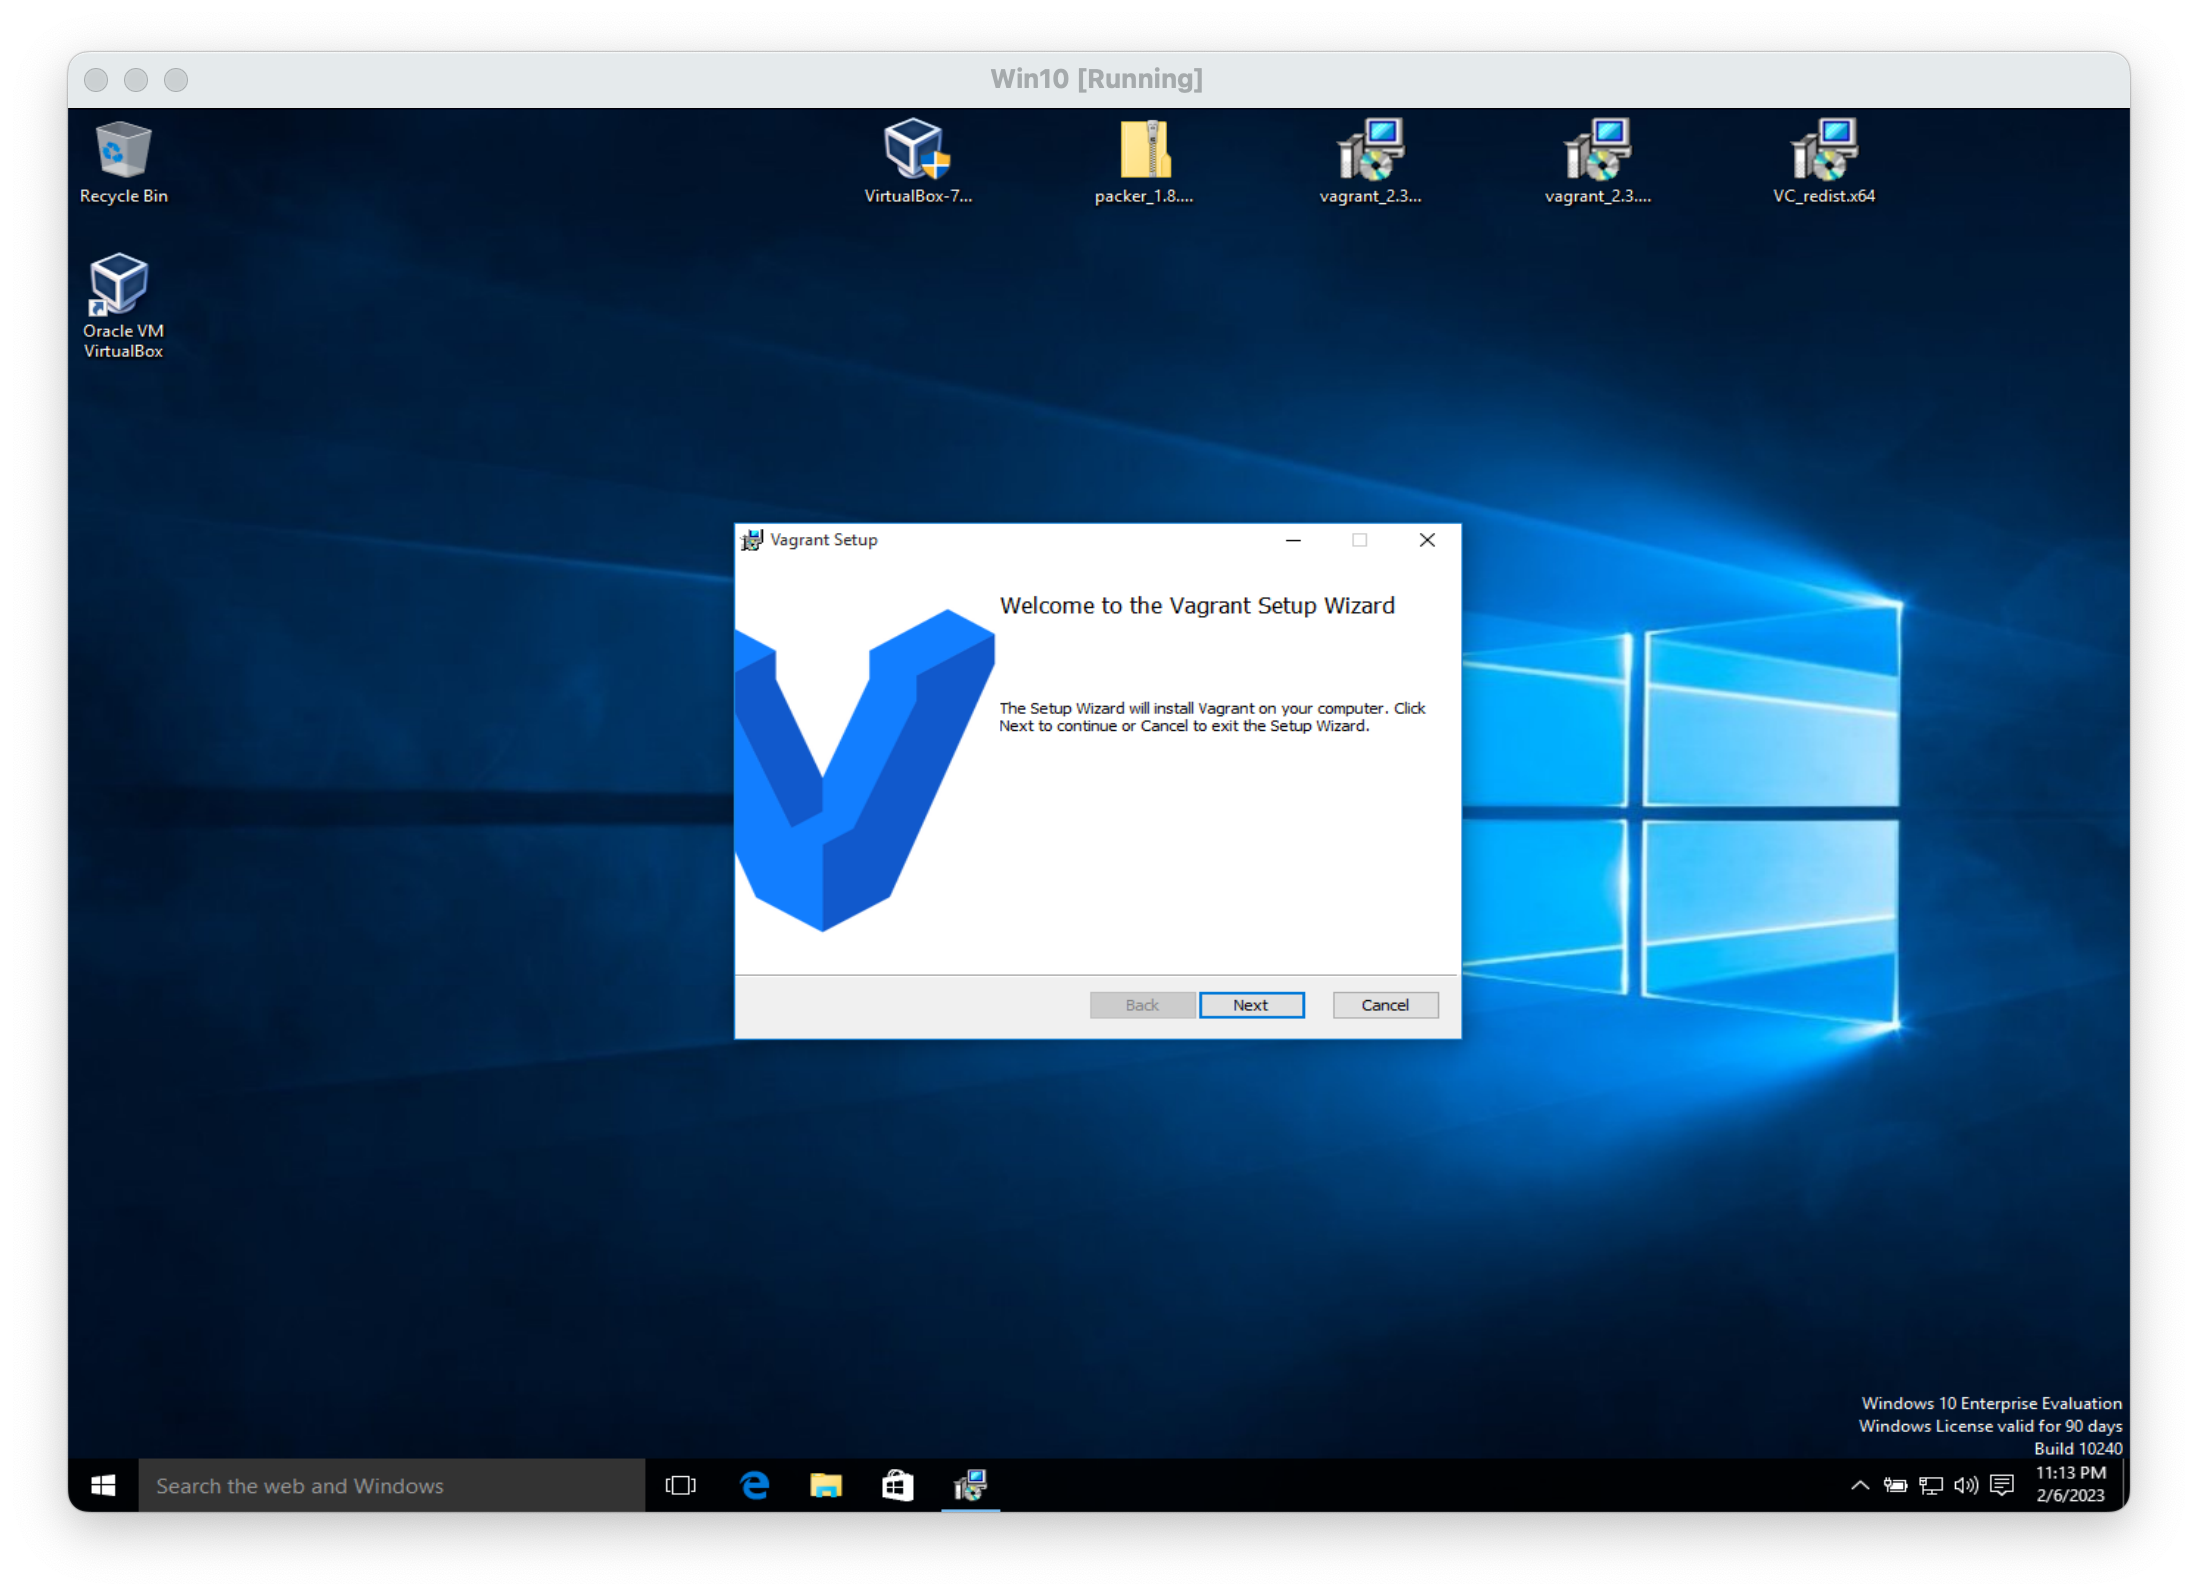 Win10 [Running]
Recycle Bin
VirtualBox-7...
packer_1.8....
vagrant_2.3...
vagrant_2.3....
VC_redist.x64
Oracle VM
VirtualBox
Vagrant Setup
Welcome to the Vagrant Setup Wizard
The Setup Wizard will install Vagrant on your computer. Click
Next to continue or Cancel to exit the Setup Wizard.
Back
Next
Cancel
Windows 10 Enterprise Evaluation
Windows License valid for 90 days
Build 10240
Search the web and Windows
11:13 PM
2/6/2023